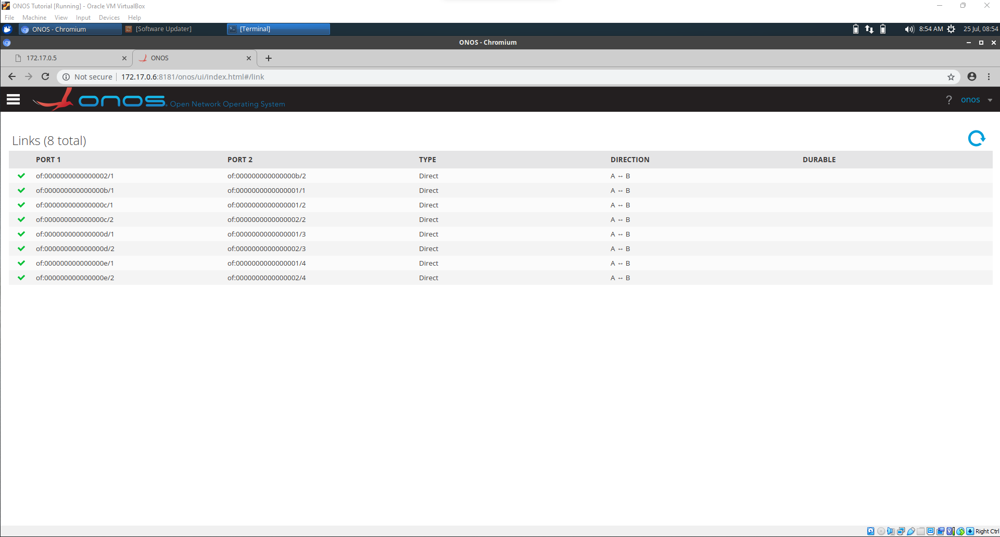 ONOS Tutorial [Running] - Oracle VM VirtualBox
File Machine View Input Devices Help
ONOS - Chromium [Software Updater] [Terminal] 8:54 AM 25 Jul, 08:54
ONOS - Chromium
172.17.0.5 ONOS
Not secure 172.17.0.6:8181/onos/ui/index.html#/link
onos Open Network Operating System ? onos
Links (8 total)
PORT 1 PORT 2 TYPE DIRECTION DURABLE
of:0000000000000002/1 of:000000000000000b/2 Direct A ↔ B
of:000000000000000b/1 of:0000000000000001/1 Direct A ↔ B
of:000000000000000c/1 of:0000000000000001/2 Direct A ↔ B
of:000000000000000c/2 of:0000000000000002/2 Direct A ↔ B
of:000000000000000d/1 of:0000000000000001/3 Direct A ↔ B
of:000000000000000d/2 of:0000000000000002/3 Direct A ↔ B
of:000000000000000e/1 of:0000000000000001/4 Direct A ↔ B
of:000000000000000e/2 of:0000000000000002/4 Direct A ↔ B
Right Ctrl